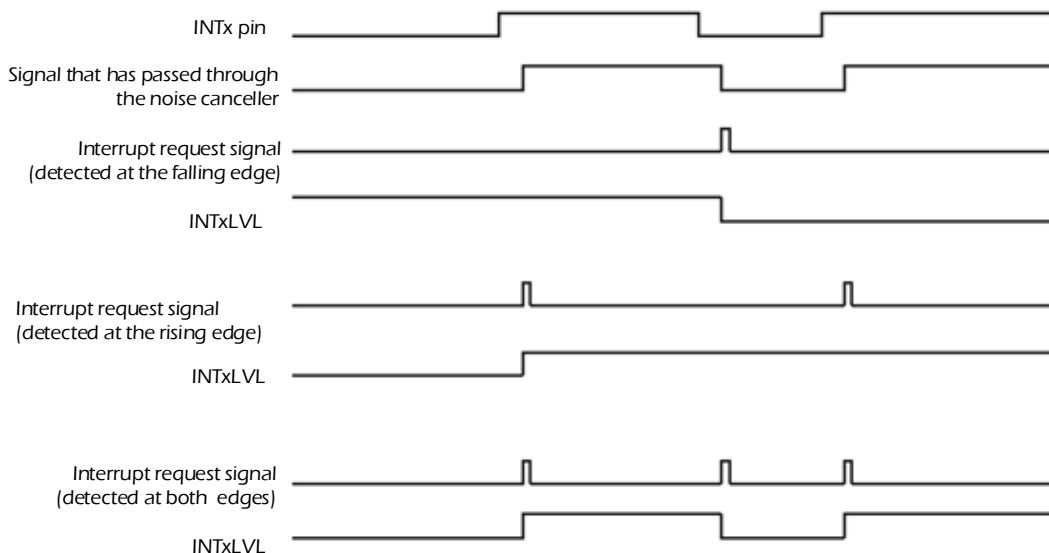 INTx pin
Signal that has passed through
the noise canceller
Interrupt request signal
(detected at the falling edge)
INTxLVL
Interrupt request signal
(detected at the rising edge)
INTxLVL
Interrupt request signal
(detected at both edges)
INTxLVL